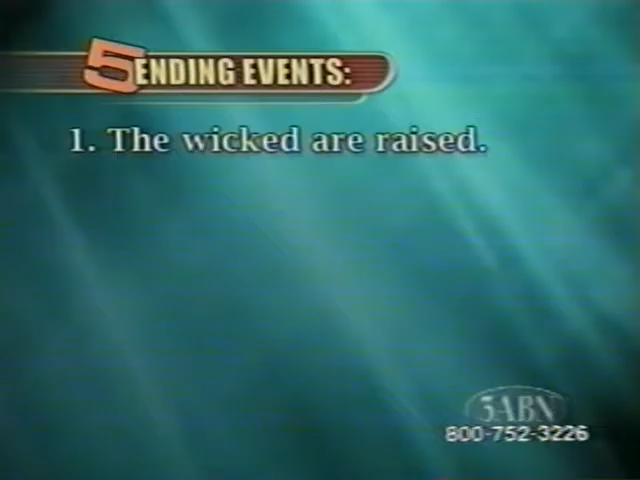 5 ENDING EVENTS:
1. The wicked are raised.
3ABN
800-752-3226